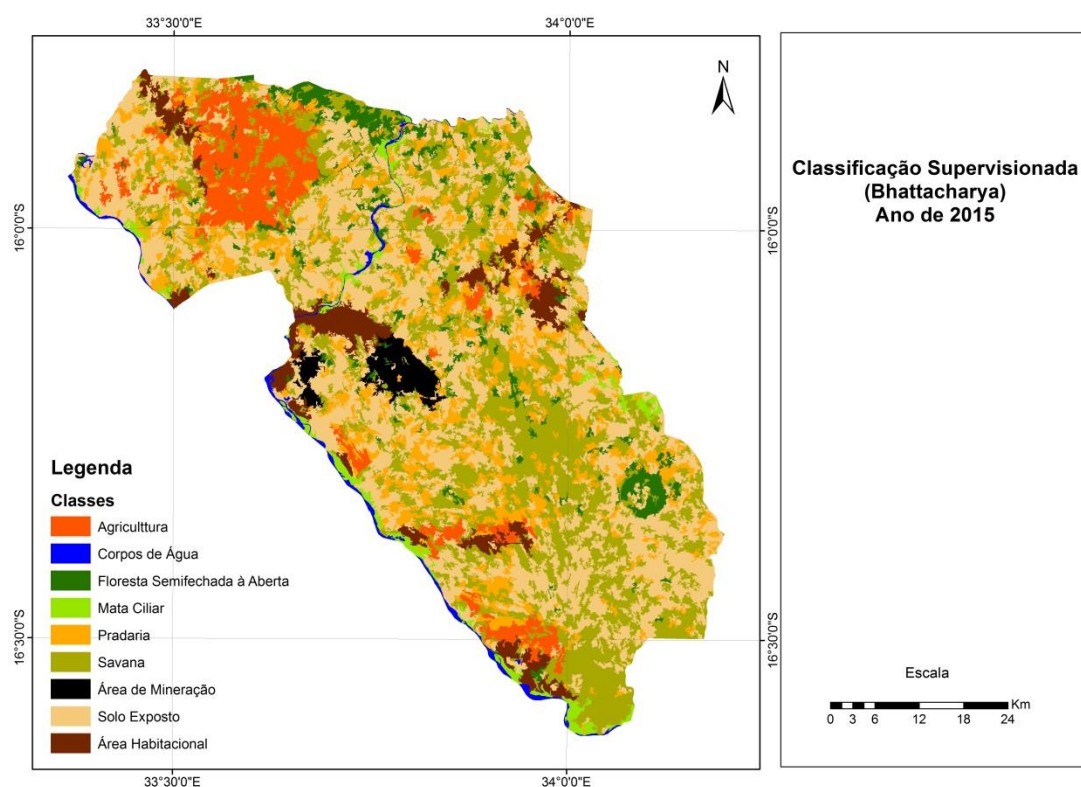 33°30'0"E
34°0'0"E
N
16°0'0"S
16°0'0"S
Classificação Supervisionada
(Bhattacharya)
Ano de 2015
Legenda
Classes
Agriculttura
Corpos de Água
Floresta Semifechada à Aberta
Mata Ciliar
Pradaria
Savana
Área de Mineração
Solo Exposto
Área Habitacional
16°30'0"S
16°30'0"S
Escala
Km
0 3 6 12 18 24
33°30'0"E
34°0'0"E